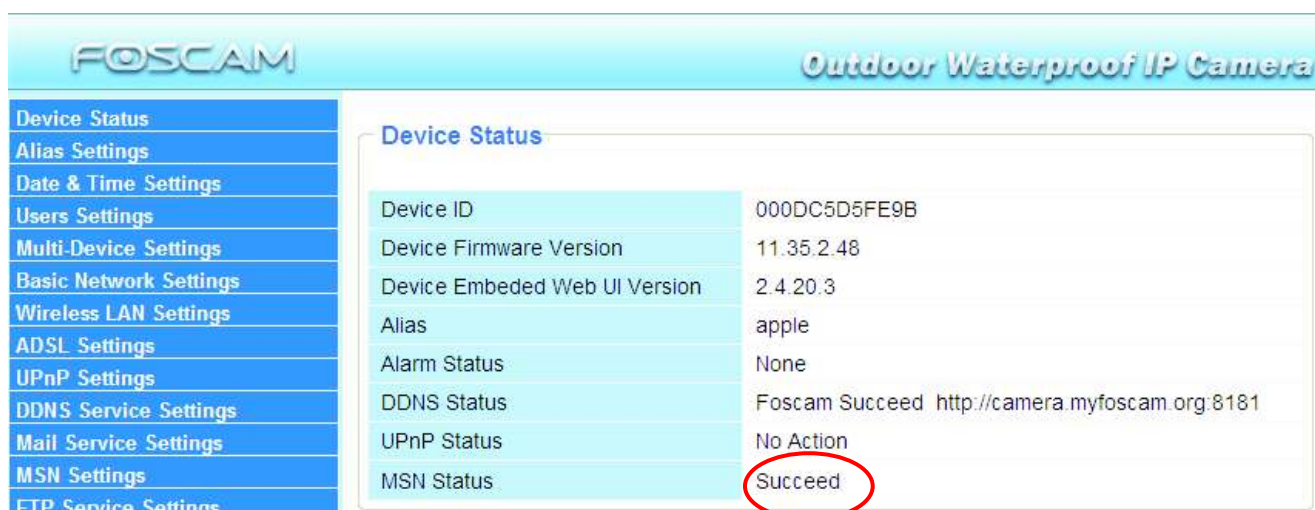 FOSCAM
Outdoor Waterproof IP Camera
Device Status
Alias Settings
Date & Time Settings
Users Settings
Multi-Device Settings
Basic Network Settings
Wireless LAN Settings
ADSL Settings
UPnP Settings
DDNS Service Settings
Mail Service Settings
MSN Settings
FTP Service Settings
Device Status
Device ID 000DC5D5FE9B
Device Firmware Version 11.35.2.48
Device Embeded Web UI Version 2.4.20.3
Alias apple
Alarm Status None
DDNS Status Foscam Succeed http://camera.myfoscam.org:8181
UPnP Status No Action
MSN Status Succeed